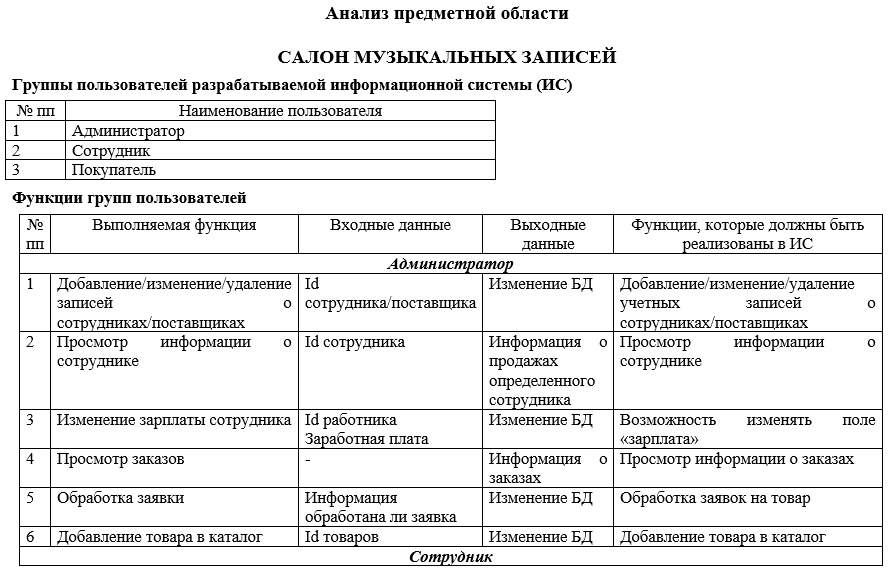 Анализ предметной области
САЛОН МУЗЫКАЛЬНЫХ ЗАПИСЕЙ
Группы пользователей разрабатываемой информационной системы (ИС)
№ пп Наименование пользователя
1 Администратор
2 Сотрудник
3 Покупатель
Функции групп пользователей
№ пп Выполняемая функция Входные данные Выходные данные Функции, которые должны быть реализованы в ИС
Администратор
1 Добавление/изменение/удаление записей о сотрудниках/поставщиках Id сотрудника/поставщика Изменение БД Добавление/изменение/удаление учетных записей о сотрудниках/поставщиках
2 Просмотр информации о сотруднике Id сотрудника Информация о продажах определенного сотрудника Просмотр информации о сотруднике
3 Изменение зарплаты сотрудника Id работника Заработная плата Изменение БД Возможность изменять поле «зарплата»
4 Просмотр заказов - Информация о заказах Просмотр информации о заказах
5 Обработка заявки Информация обработана ли заявка Изменение БД Обработка заявок на товар
6 Добавление товара в каталог Id товаров Изменение БД Добавление товара в каталог
Сотрудник